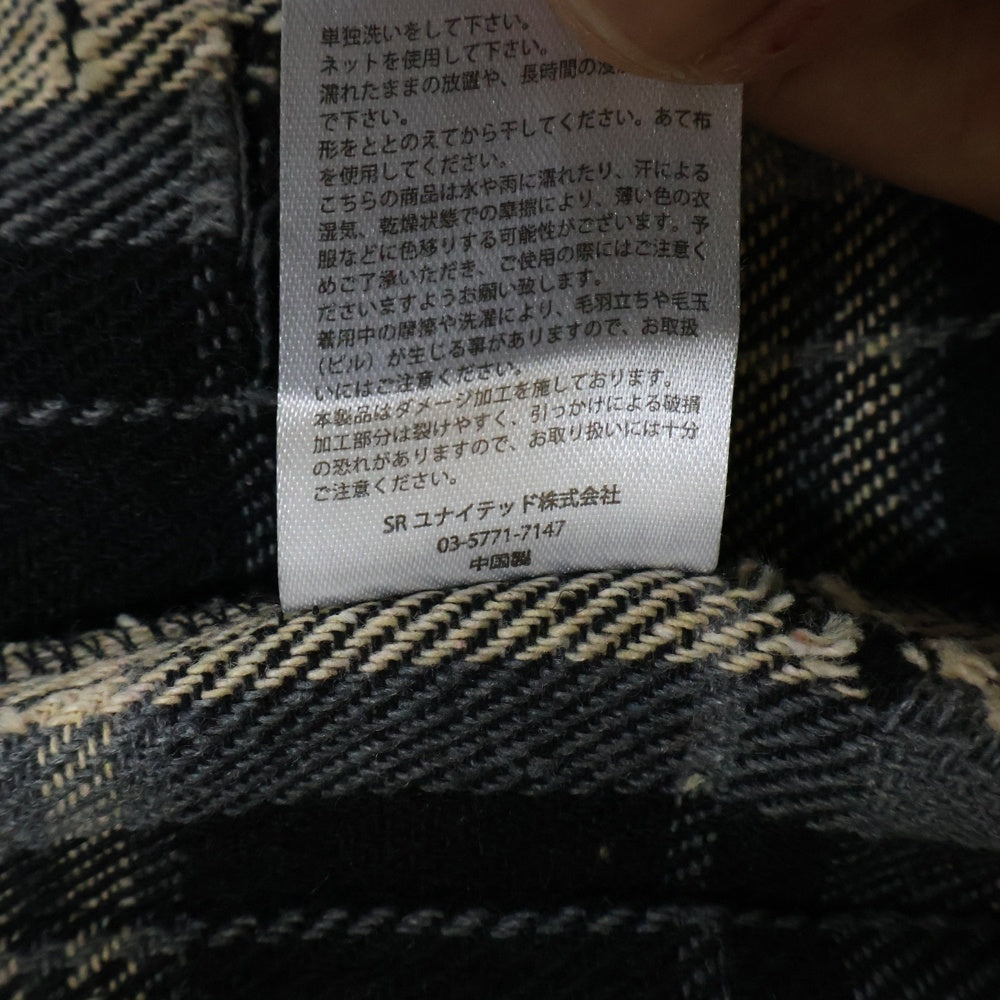 単独洗いをして下さい。
ネットを使用して下さい。
濡れたままの放置や、長時間の浸
で下さい。
形をととのえてから干してください。あて布
を使用してください。
こちらの商品は水や雨に濡れたり、汗による
湿気、乾燥状態での摩擦により、薄い色の衣
服などに色移りする可能性がございます。予
めご了承いただき、ご使用の際にはご注意く
ださいますようお願い致します。
着用中の摩擦や洗濯により、毛羽立ちや毛玉
（ピル）が生じる事がありますので、お取扱
いにはご注意ください。
本製品はダメージ加工を施しております。
加工部分は裂けやすく、引っかけによる破損
の恐れがありますので、お取り扱いには十分
ご注意ください。
SR ユナイテッド株式会社
03-5771-7147
中国製